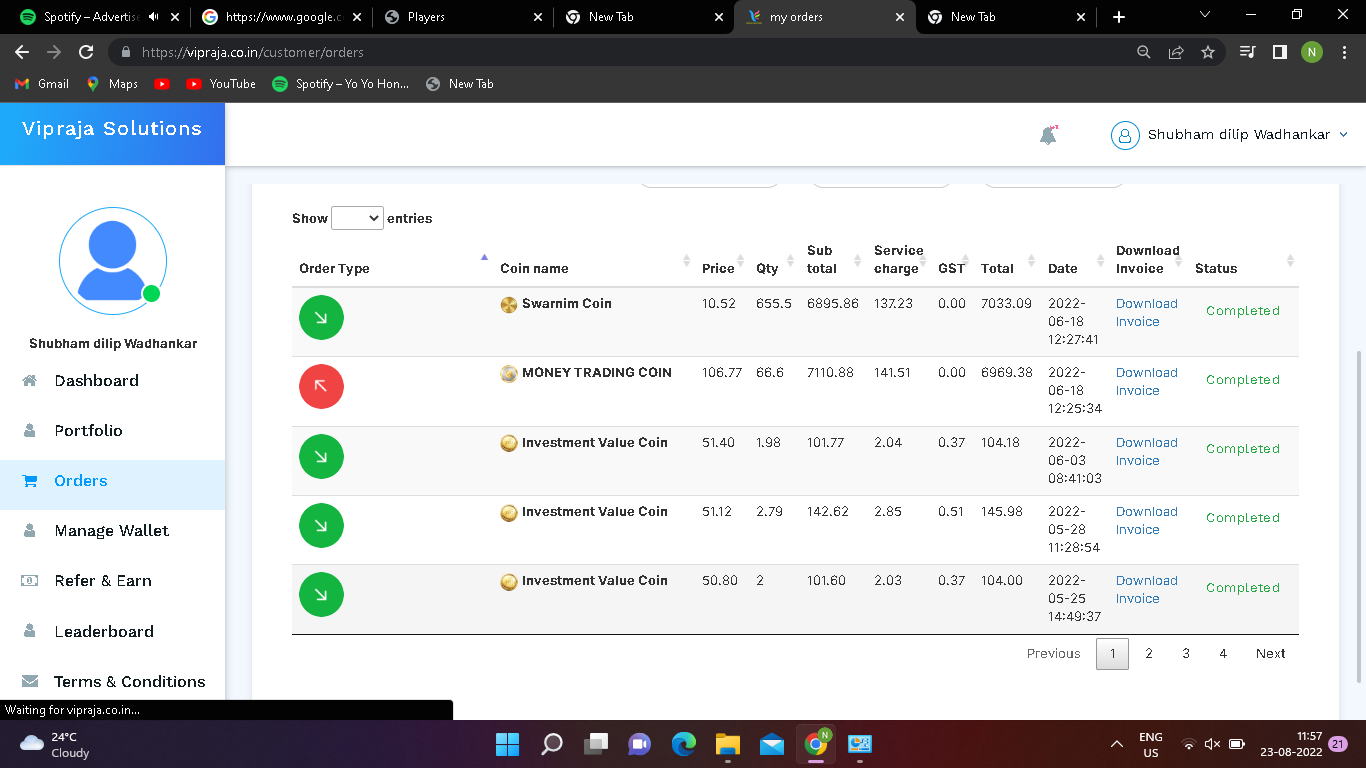 Spotify – Advertise
https://www.google.c
Players
New Tab
my orders
New Tab
https://vipraja.co.in/customer/orders
N
Gmail
Maps
YouTube
Spotify – Yo Yo Hon...
New Tab
Vipraja Solutions
Shubham dilip Wadhankar
Shubham dilip Wadhankar
Dashboard
Portfolio
Orders
Manage Wallet
Refer & Earn
Leaderboard
Terms & Conditions
Show entries
Order Type Coin name Price Qty Sub total Service charge GST Total Date Download Invoice Status
Swarnim Coin 10.52 655.5 6895.86 137.23 0.00 7033.09 2022-06-18 12:27:41 Download Invoice Completed
MONEY TRADING COIN 106.77 66.6 7110.88 141.51 0.00 6969.38 2022-06-18 12:25:34 Download Invoice Completed
Investment Value Coin 51.40 1.98 101.77 2.04 0.37 104.18 2022-06-03 08:41:03 Download Invoice Completed
Investment Value Coin 51.12 2.79 142.62 2.85 0.51 145.98 2022-05-28 11:28:54 Download Invoice Completed
Investment Value Coin 50.80 2 101.60 2.03 0.37 104.00 2022-05-25 14:49:37 Download Invoice Completed
Previous 1 2 3 4 Next
Waiting for vipraja.co.in...
24°C
Cloudy
N
ENG
US
11:57
23-08-2022
21